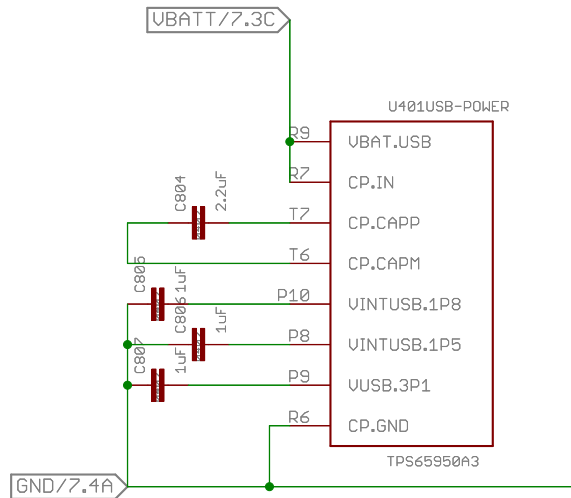 VBATT/7.3C
U401USB-POWER
R9 VBAT.USB
R7 CP.IN
C804 2.2uF
T7 CP.CAPP
T6 CP.CAPM
C805 1uF
P10 VINTUSB.1P8
C806 1uF
P8 VINTUSB.1P5
C807 1uF
P9 VUSB.3P1
R6 CP.GND
TPS65950A3
GND/7.4A